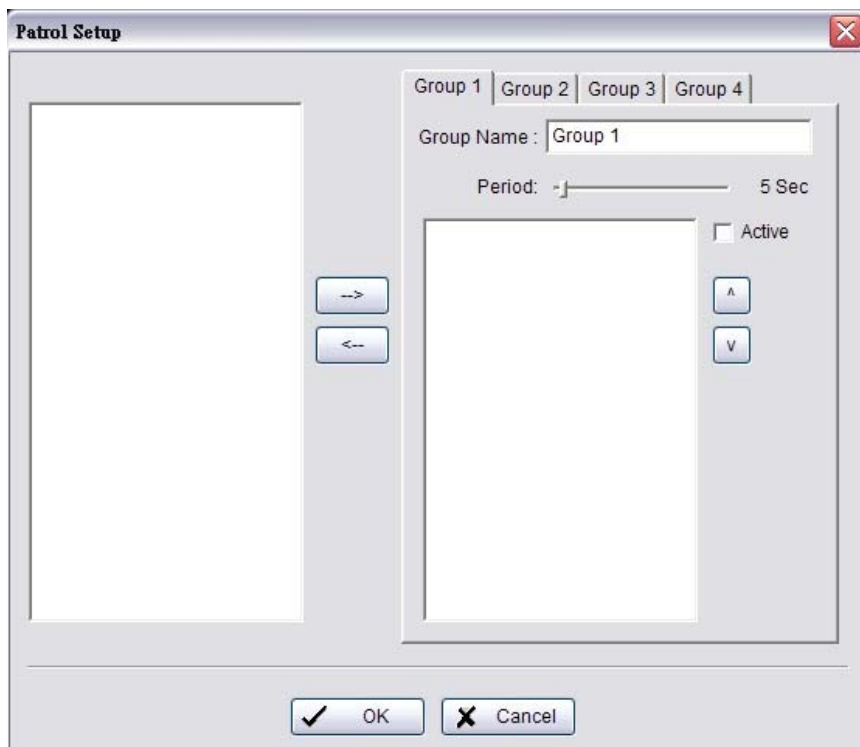 Patrol Setup
Group 1 Group 2 Group 3 Group 4
Group Name : Group 1
Period: 5 Sec
Active
-->
^
<--
v
OK Cancel